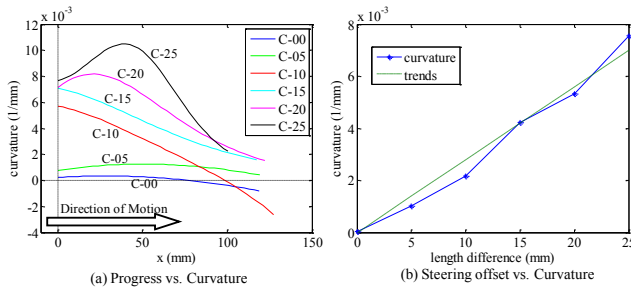 x 10⁻³
12
10
8
6
4
2
0
-2
-4
curvature (1/mm)
C-25
C-20
C-15
C-10
C-05
C-00
C-00
C-05
C-10
C-15
C-20
C-25
Direction of Motion
0 50 100 150
x (mm)
(a) Progress vs. Curvature
8 x 10⁻³
6
4
2
0
curvature (1/mm)
curvature
trends
0 5 10 15 20 25
length difference (mm)
(b) Steering offset vs. Curvature